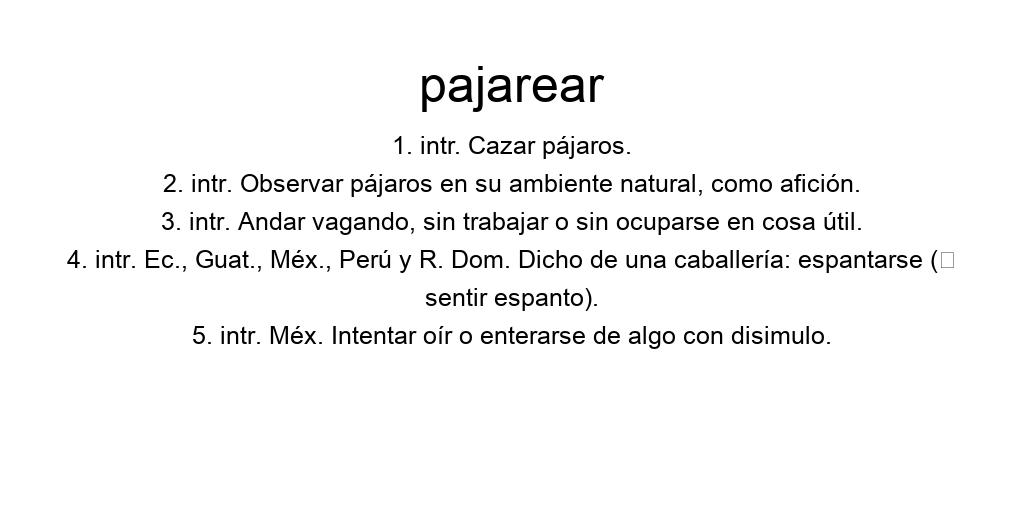 pajarear
1. intr. Cazar pájaros.
2. intr. Observar pájaros en su ambiente natural, como afición.
3. intr. Andar vagando, sin trabajar o sin ocuparse en cosa útil.
4. intr. Ec., Guat., Méx., Perú y R. Dom. Dicho de una caballería: espantarse (□
sentir espanto).
5. intr. Méx. Intentar oír o enterarse de algo con disimulo.